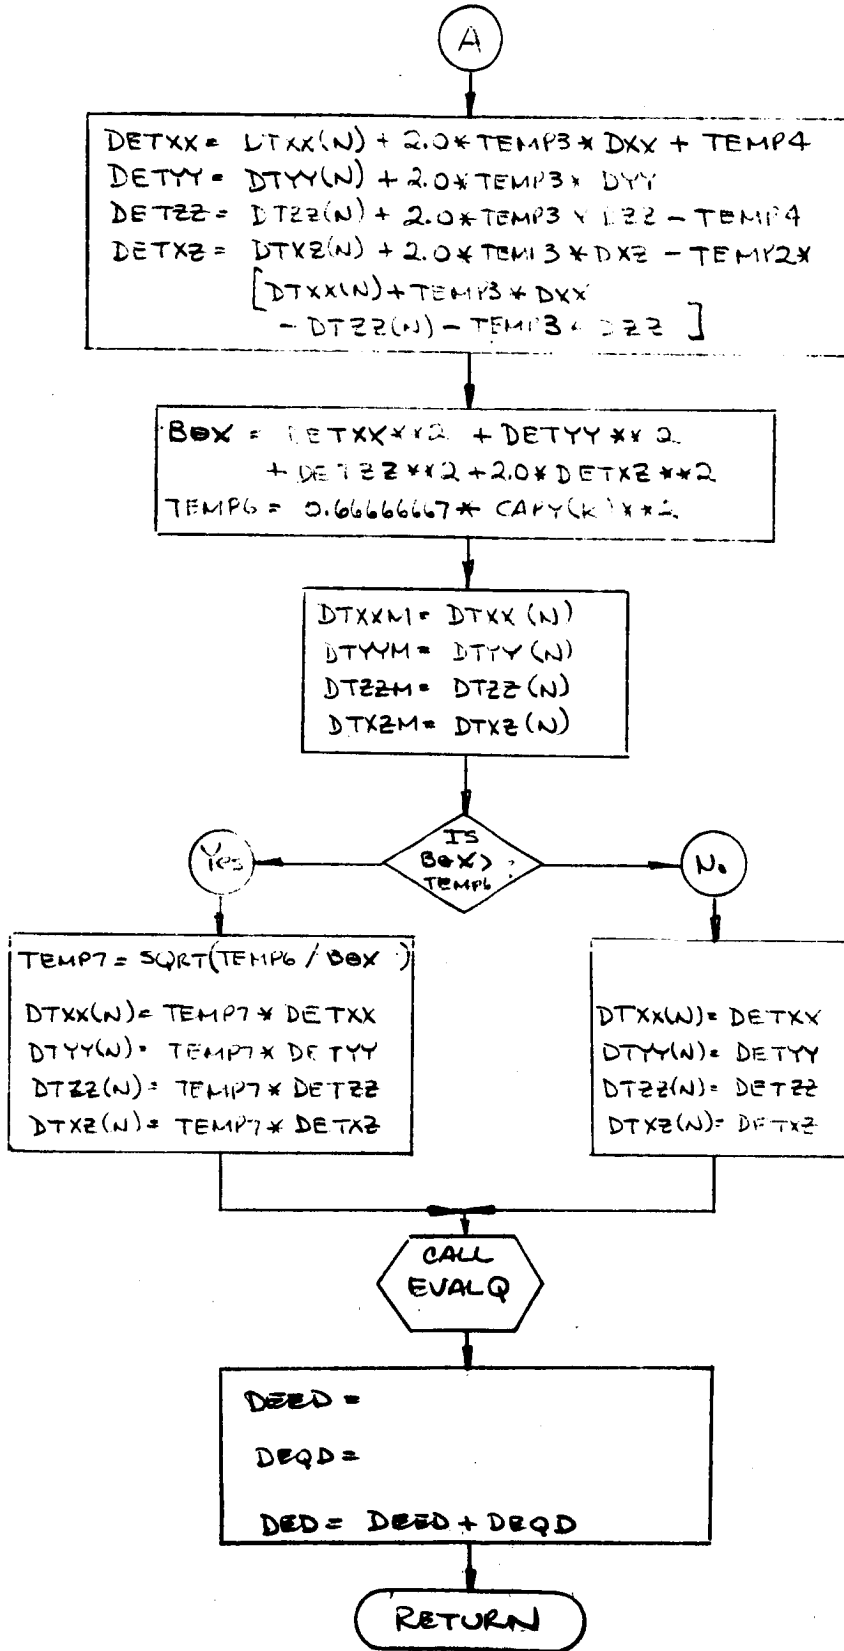 A
DETXX = DTXX(N) + 2.0*TEMP3* DXX + TEMP4
DETYY = DTYY(N) + 2.0*TEMP3* DYY
DETZZ = DTZZ(N) + 2.0*TEMP3 * DZZ - TEMP4
DETXZ = DTXZ(N) + 2.0*TEMP3 *DXZ - TEMP2*
[DTXX(N)+TEMP3* DXX
- DTZZ(N) - TEMP3 * DZZ ]
BOX = DETXX**2 + DETYY**2
+ DETZZ**2 +2.0*DETXZ**2
TEMP6 = 0.66666667* CAPY(K)**2
DTXXM= DTXX(N)
DTYYM= DTYY(N)
DTZZM= DTZZ(N)
DTXZM= DTXZ(N)
IS
BOX> ?
TEMP6
Yes
No
TEMP7 = SQRT(TEMP6 / BOX )
DTXX(N)= TEMP7* DETXX
DTYY(N)= TEMP7* DETYY
DTZZ(N)= TEMP7* DETZZ
DTXZ(N)= TEMP7* DETXZ
DTXX(N)= DETXX
DTYY(N)= DETYY
DTZZ(N)= DETZZ
DTXZ(N)= DETXZ
CALL
EVALQ
DEED =
DEQD =
DED = DEED + DEQD
RETURN